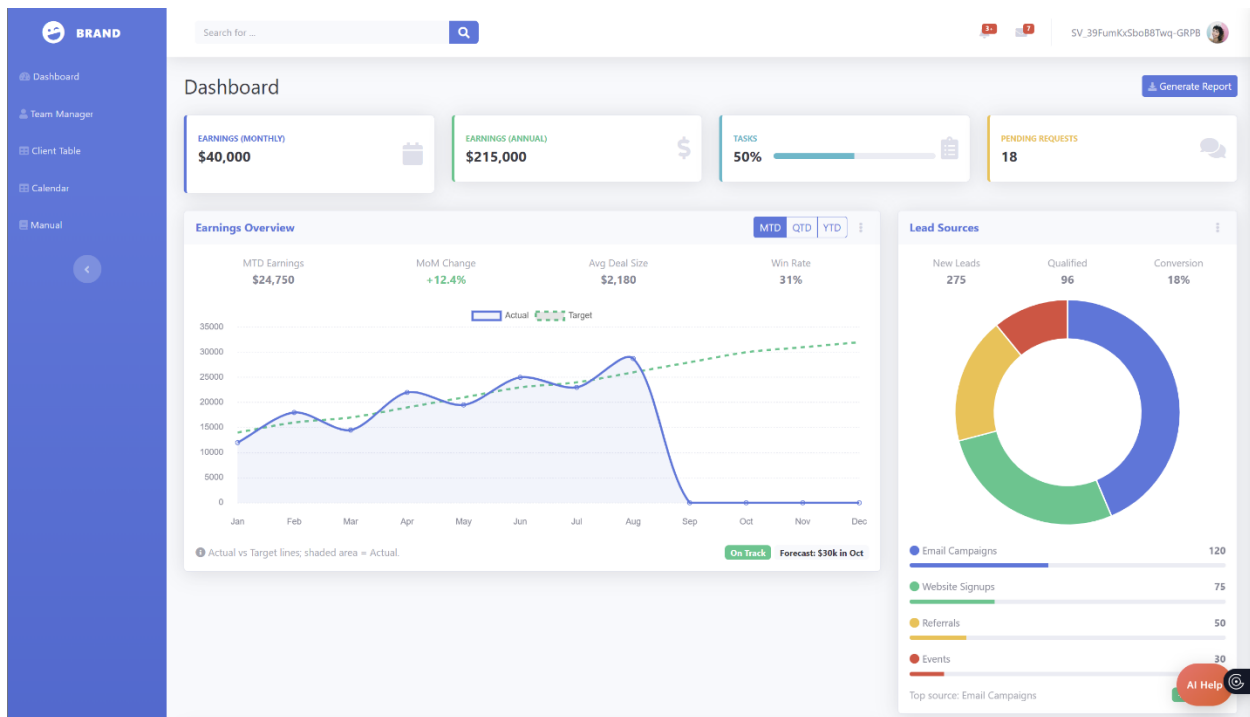 BRAND
Search for ...
3+
7
SV_39FumKxSboB8Twq-GRPB
Dashboard
Team Manager
Client Table
Calendar
Manual
Dashboard
Generate Report
EARNINGS (MONTHLY)
$40,000
EARNINGS (ANNUAL)
$215,000
TASKS
50%
PENDING REQUESTS
18
Earnings Overview
MTD QTD YTD
MTD Earnings
$24,750
MoM Change
+12.4%
Avg Deal Size
$2,180
Win Rate
31%
Actual Target
35000
30000
25000
20000
15000
10000
5000
0
Jan Feb Mar Apr May Jun Jul Aug Sep Oct Nov Dec
Actual vs Target lines; shaded area = Actual.
On Track Forecast: $30k in Oct
Lead Sources
New Leads
275
Qualified
96
Conversion
18%
Email Campaigns 120
Website Signups 75
Referrals 50
Events 30
Top source: Email Campaigns
AI Help